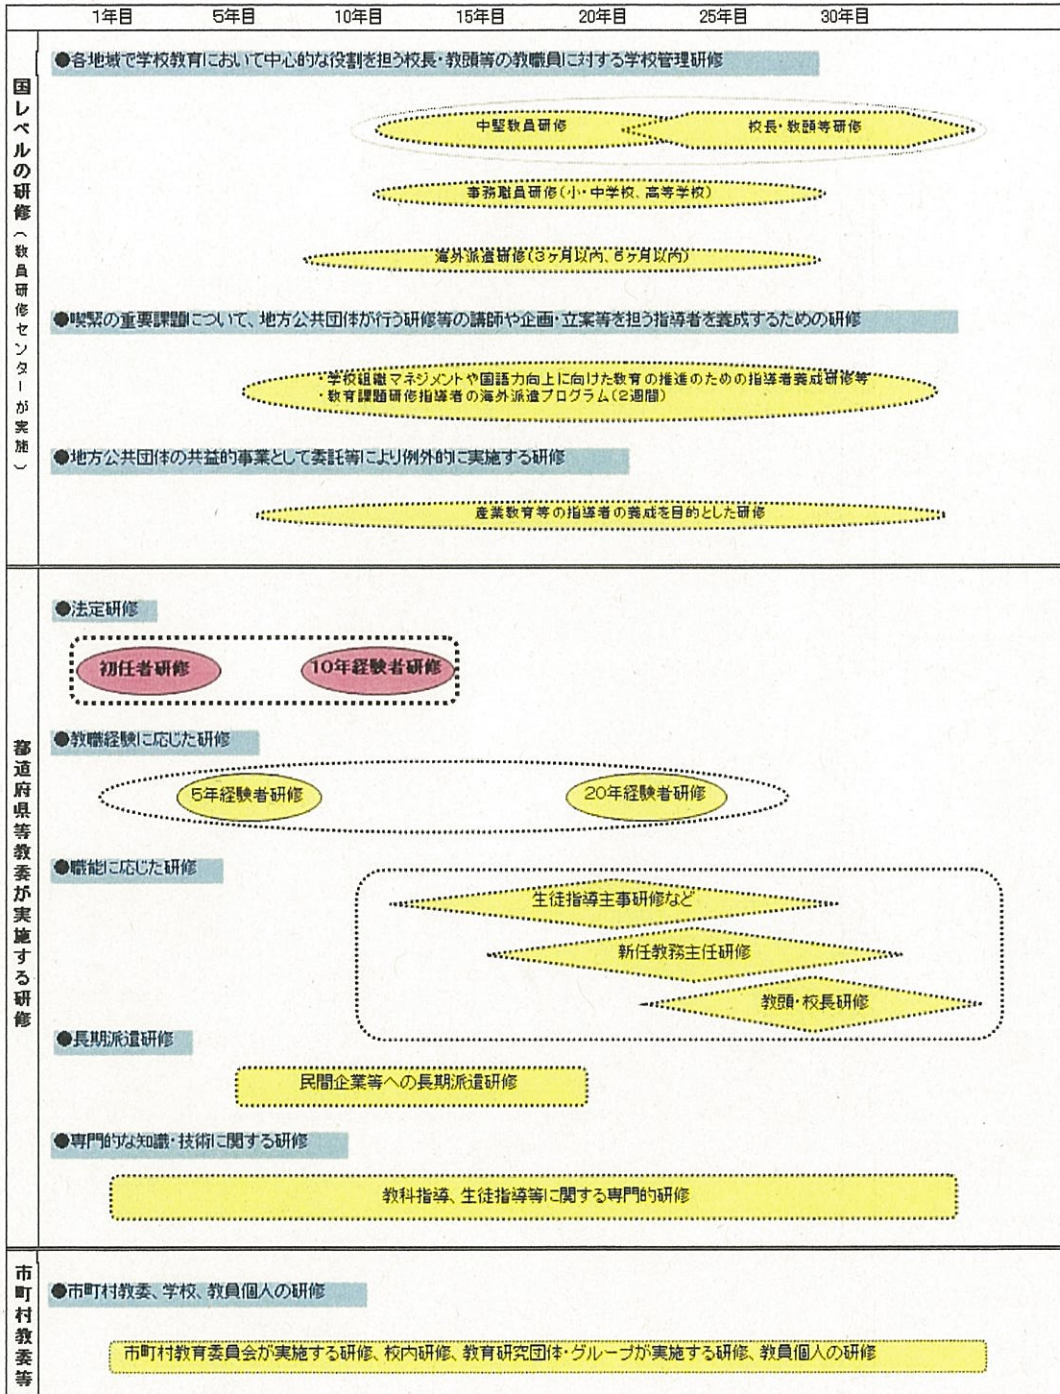 1年目 5年目 10年目 15年目 20年目 25年目 30年目
国レベルの研修(教員研修センターが実施)
●各地域で学校教育において中心的な役割を担う校長・教頭等の教職員に対する学校管理研修
中堅教員研修
校長・教頭等研修
事務職員研修(小・中学校、高等学校)
海外派遣研修(3ヶ月以内、6ヶ月以内)
●喫緊の重要課題について、地方公共団体が行う研修等の講師や企画・立案等を担う指導者を養成するための研修
・学校組織マネジメントや国語力向上に向けた教育の推進のための指導者養成研修等
・教育課題研修指導者の海外派遣プログラム(2週間)
●地方公共団体の共益的事業として委託等により例外的に実施する研修
産業教育等の指導者の養成を目的とした研修
都道府県等教委が実施する研修
●法定研修
初任者研修
10年経験者研修
●教職経験に応じた研修
5年経験者研修
20年経験者研修
●職能に応じた研修
生徒指導主事研修など
新任教務主任研修
教頭・校長研修
●長期派遣研修
民間企業等への長期派遣研修
●専門的な知識・技術に関する研修
教科指導、生徒指導等に関する専門的研修
市町村教委等
●市町村教委、学校、教員個人の研修
市町村教育委員会が実施する研修、校内研修、教育研究団体・グループが実施する研修、教員個人の研修